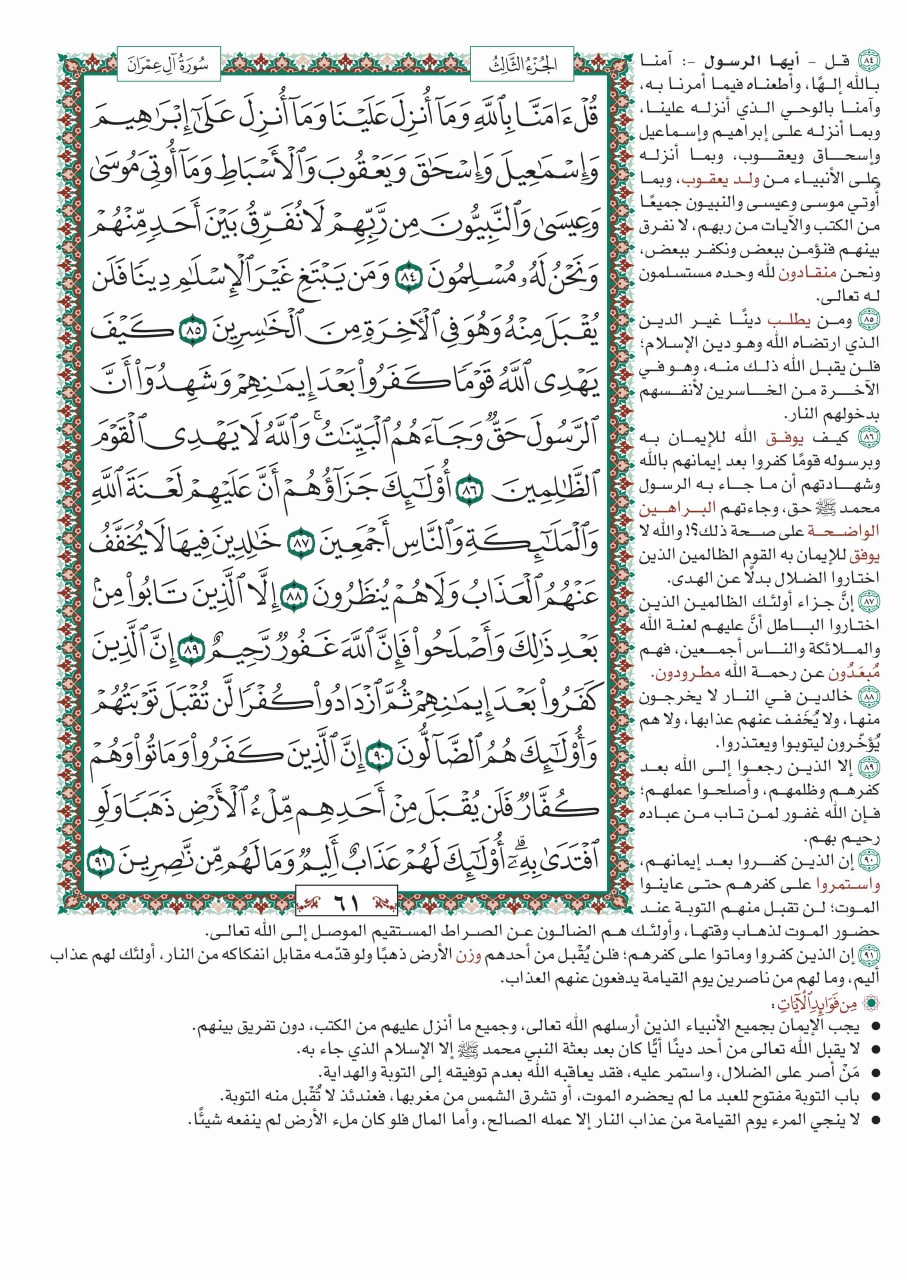 الجُزْءُ الثَّالِثُ
سُورَةُ آلِ عِمْرَانَ
قُلْ ءَامَنَّا بِٱللَّهِ وَمَآ أُنزِلَ عَلَيْنَا وَمَآ أُنزِلَ عَلَىٰٓ إِبْرَٰهِيمَ
وَإِسْمَٰعِيلَ وَإِسْحَٰقَ وَيَعْقُوبَ وَٱلْأَسْبَاطِ وَمَآ أُوتِىَ مُوسَىٰ
وَعِيسَىٰ وَٱلنَّبِيُّونَ مِن رَّبِّهِمْ لَا نُفَرِّقُ بَيْنَ أَحَدٍ مِّنْهُمْ
وَنَحْنُ لَهُۥ مُسْلِمُونَ ٨٤ وَمَن يَبْتَغِ غَيْرَ ٱلْإِسْلَٰمِ دِينًا فَلَن
يُقْبَلَ مِنْهُ وَهُوَ فِى ٱلْأَخِرَةِ مِنَ ٱلْخَٰسِرِينَ ٨٥ كَيْفَ
يَهْدِى ٱللَّهُ قَوْمًا كَفَرُوا۟ بَعْدَ إِيمَٰنِهِمْ وَشَهِدُوٓا۟ أَنَّ
ٱلرَّسُولَ حَقٌّ وَجَآءَهُمُ ٱلْبَيِّنَٰتُ ۚ وَٱللَّهُ لَا يَهْدِى ٱلْقَوْمَ
ٱلظَّٰلِمِينَ ٨٦ أُو۟لَٰٓئِكَ جَزَآؤُهُمْ أَنَّ عَلَيْهِمْ لَعْنَةَ ٱللَّهِ
وَٱلْمَلَٰٓئِكَةِ وَٱلنَّاسِ أَجْمَعِينَ ٨٧ خَٰلِدِينَ فِيهَا لَا يُخَفَّفُ
عَنْهُمُ ٱلْعَذَابُ وَلَا هُمْ يُنظَرُونَ ٨٨ إِلَّا ٱلَّذِينَ تَابُوا۟ مِنۢ
بَعْدِ ذَٰلِكَ وَأَصْلَحُوا۟ فَإِنَّ ٱللَّهَ غَفُورٌ رَّحِيمٌ ٨٩ إِنَّ ٱلَّذِينَ
كَفَرُوا۟ بَعْدَ إِيمَٰنِهِمْ ثُمَّ ٱزْدَادُوا۟ كُفْرًا لَّن تُقْبَلَ تَوْبَتُهُمْ
وَأُو۟لَٰٓئِكَ هُمُ ٱلضَّآلُّونَ ٩٠ إِنَّ ٱلَّذِينَ كَفَرُوا۟ وَمَاتُوا۟ وَهُمْ
كُفَّارٌ فَلَن يُقْبَلَ مِنْ أَحَدِهِم مِّلْءُ ٱلْأَرْضِ ذَهَبًا وَلَوِ
ٱفْتَدَىٰ بِهِۦٓ ۗ أُو۟لَٰٓئِكَ لَهُمْ عَذَابٌ أَلِيمٌ وَمَا لَهُم مِّن نَّٰصِرِينَ ٩١
٦١
٨٤ قل - أيها الرسول -: آمنا
بالله إلهًا، وأطعناه فيما أمرنا به،
وآمنا بالوحي الذي أنزله علينا،
وبما أنزله على إبراهيم وإسماعيل
وإسحاق ويعقوب، وبما أنزله
على الأنبياء من ولد يعقوب، وبما
أُوتي موسى وعيسى والنبيون جميعًا
من الكتب والآيات من ربهم، لا نفرق
بينهم فنؤمن ببعض ونكفر ببعض،
ونحن منقادون لله وحده مستسلمون
له تعالى.
٨٥ ومن يطلب دينًا غير الدين
الذي ارتضاه الله وهو دين الإسلام؛
فلن يقبل الله ذلك منه، وهو في
الآخرة من الخاسرين لأنفسهم
بدخولهم النار.
٨٦ كيف يوفق الله للإيمان به
وبرسوله قومًا كفروا بعد إيمانهم بالله
وشهادتهم أن ما جاء به الرسول
محمد ﷺ حق، وجاءتهم البراهين
الواضحة على صحة ذلك؟! والله لا
يوفق للإيمان به القوم الظالمين الذين
اختاروا الضلال بدلًا عن الهدى.
٨٧ إنَّ جزاء أولئك الظالمين الذين
اختاروا الباطل أنَّ عليهم لعنة الله
والملائكة والناس أجمعين، فهم
مُبعَدُون عن رحمة الله مطرودون.
٨٨ خالدين في النار لا يخرجون
منها، ولا يُخَفف عنهم عذابها، ولا هم
يُؤخّرون ليتوبوا ويعتذروا.
٨٩ إلا الذين رجعوا إلى الله بعد
كفرهم وظلمهم، وأصلحوا عملهم؛
فإن الله غفور لمن تاب من عباده
رحيم بهم.
٩٠ إن الذين كفروا بعد إيمانهم،
واستمروا على كفرهم حتى عاينوا
الموت؛ لن تقبل منهم التوبة عند
حضور الموت لذهاب وقتها، وأولئك هم الضالون عن الصراط المستقيم الموصل إلى الله تعالى.
٩١ إن الذين كفروا وماتوا على كفرهم؛ فلن يُقْبل من أحدهم وزن الأرض ذهبًا ولو قدّمه مقابل انفكاكه من النار، أولئك لهم عذاب
أليم، وما لهم من ناصرين يوم القيامة يدفعون عنهم العذاب.
مِن فَوَائِدِ الْآيَاتِ:
• يجب الإيمان بجميع الأنبياء الذين أرسلهم الله تعالى، وجميع ما أنزل عليهم من الكتب، دون تفريق بينهم.
• لا يقبل الله تعالى من أحد دينًا أيًّا كان بعد بعثة النبي محمد ﷺ إلا الإسلام الذي جاء به.
• مَنْ أصر على الضلال، واستمر عليه، فقد يعاقبه الله بعدم توفيقه إلى التوبة والهداية.
• باب التوبة مفتوح للعبد ما لم يحضره الموت، أو تشرق الشمس من مغربها، فعندئذ لا تُقْبل منه التوبة.
• لا ينجي المرء يوم القيامة من عذاب النار إلا عمله الصالح، وأما المال فلو كان ملء الأرض لم ينفعه شيئًا.